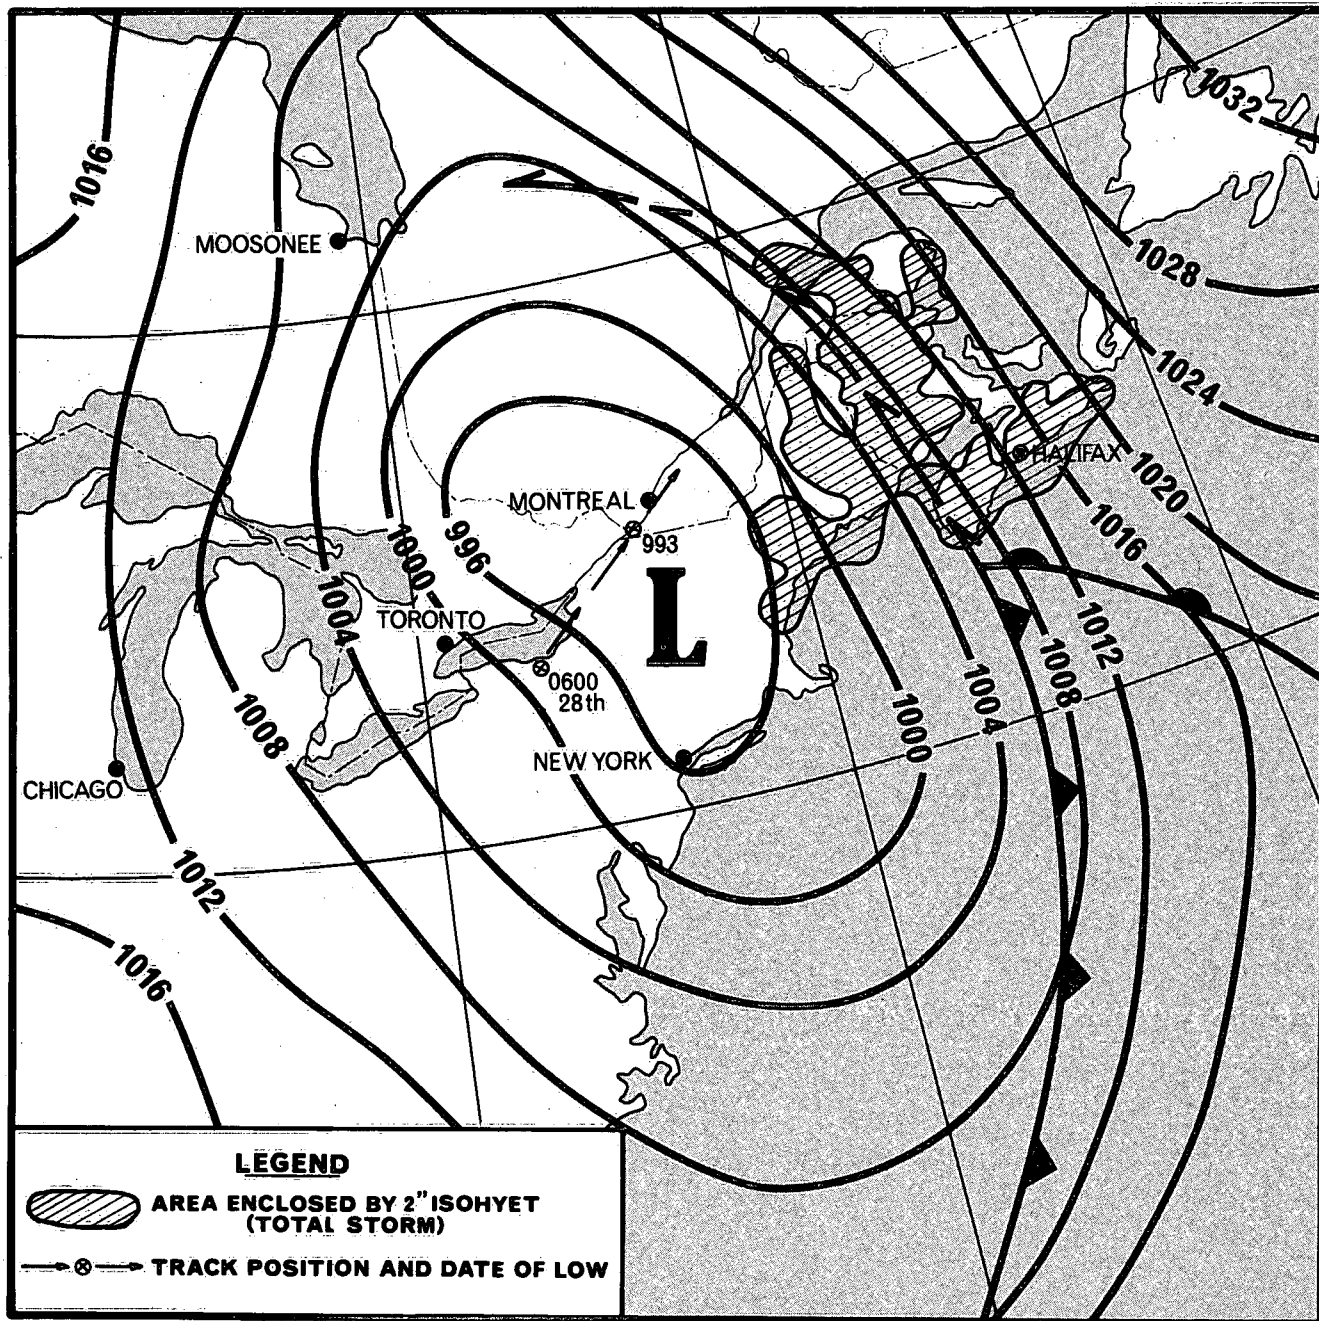 1032
1016
MOOSONEE
1028
1024
HALIFAX
1020
MONTREAL
1016
993
996
1000
L
1004
TORONTO
1012
1008
0600
28th
1004
1000
1008
NEW YORK
CHICAGO
1012
1016
LEGEND
AREA ENCLOSED BY 2" ISOHYET
(TOTAL STORM)
TRACK POSITION AND DATE OF LOW